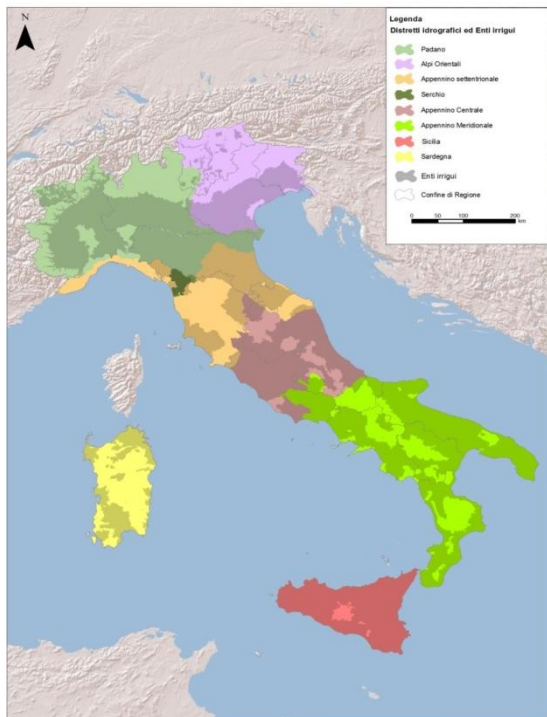 N
Legenda
Distretti idrografici ed Enti irrigui
Padano
Alpi Orientali
Appennino settentrionale
Serchio
Appennino Centrale
Appennino Meridionale
Sicilia
Sardegna
Enti irrigui
Confine di Regione
0 50 100 200
km